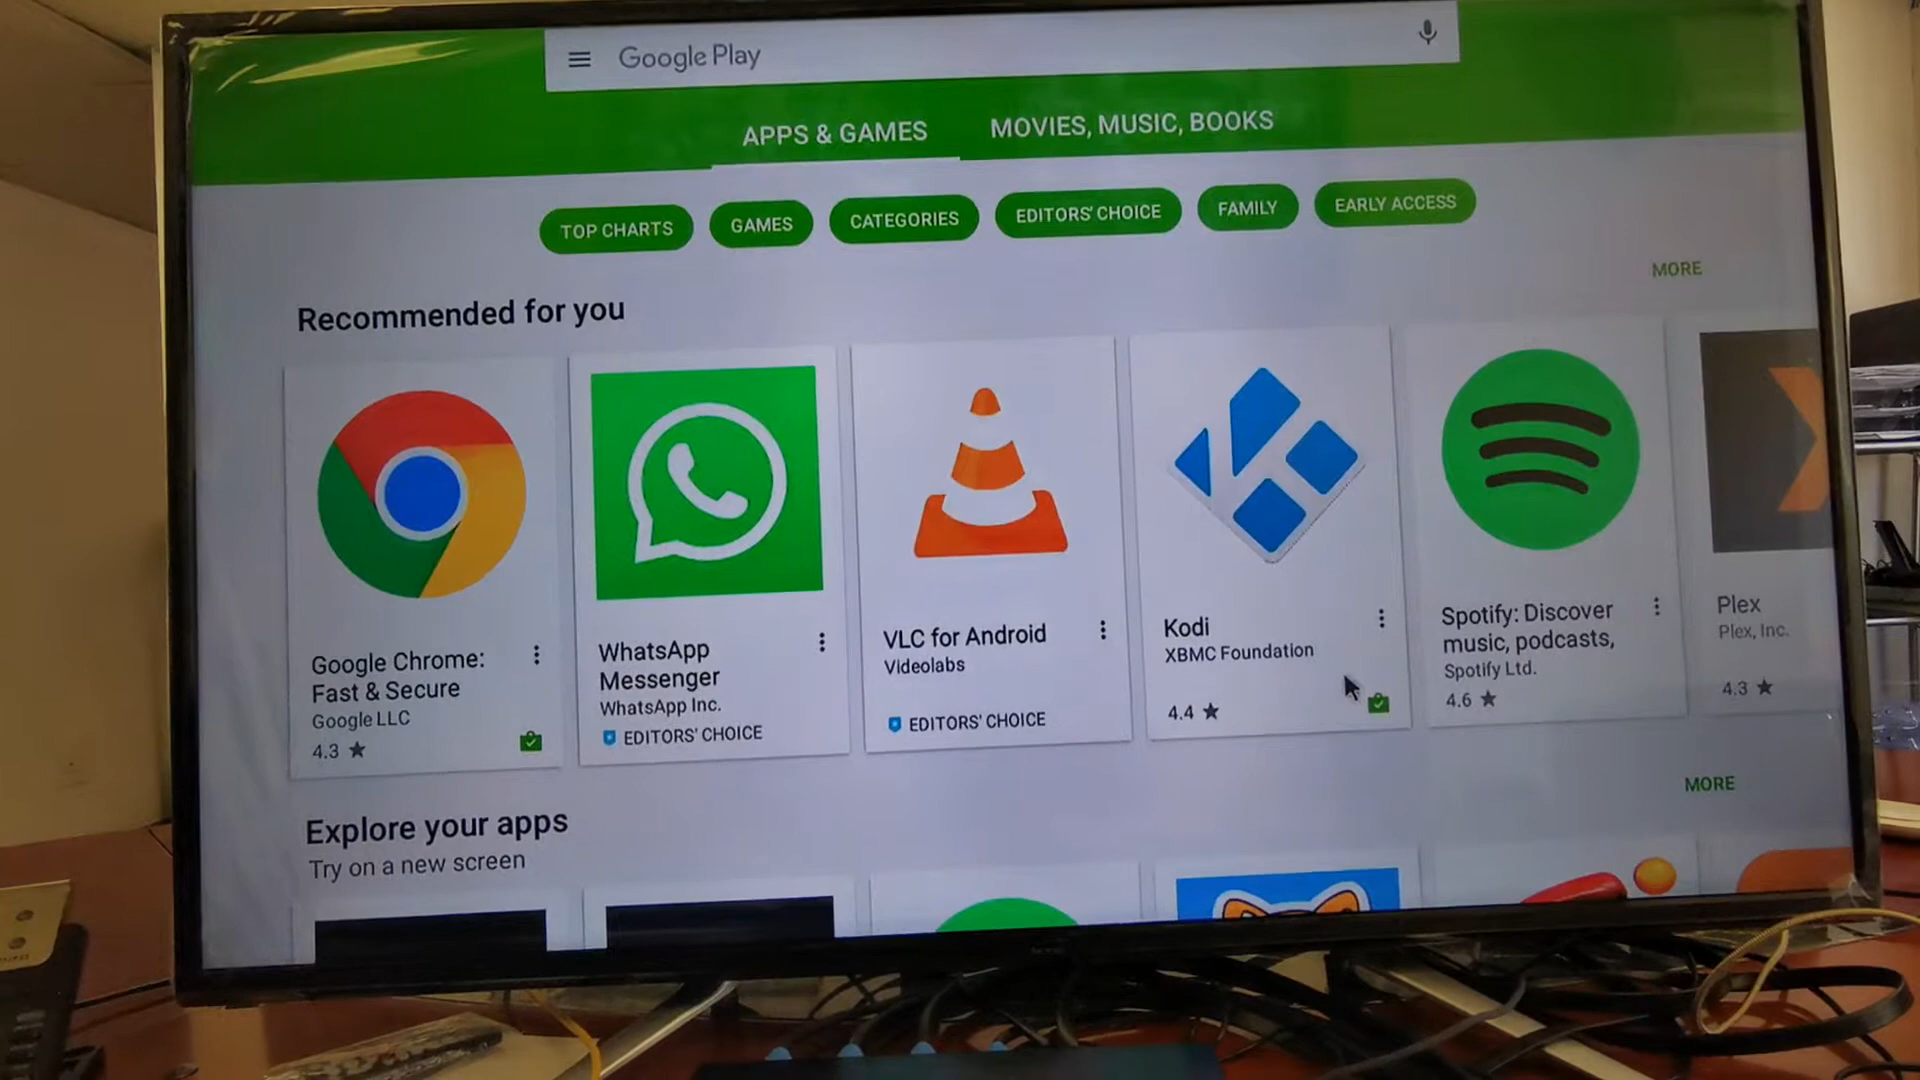 Google Play
APPS & GAMES
MOVIES, MUSIC, BOOKS
TOP CHARTS
GAMES
CATEGORIES
EDITORS' CHOICE
FAMILY
EARLY ACCESS
Recommended for you
MORE
Google Chrome:
Fast & Secure
Google LLC
4.3
WhatsApp
Messenger
WhatsApp Inc.
EDITORS' CHOICE
VLC for Android
Videolabs
EDITORS' CHOICE
Kodi
XBMC Foundation
4.4
Spotify: Discover
music, podcasts,
Spotify Ltd.
4.6
Plex
Plex, Inc.
4.3
Explore your apps
MORE
Try on a new screen